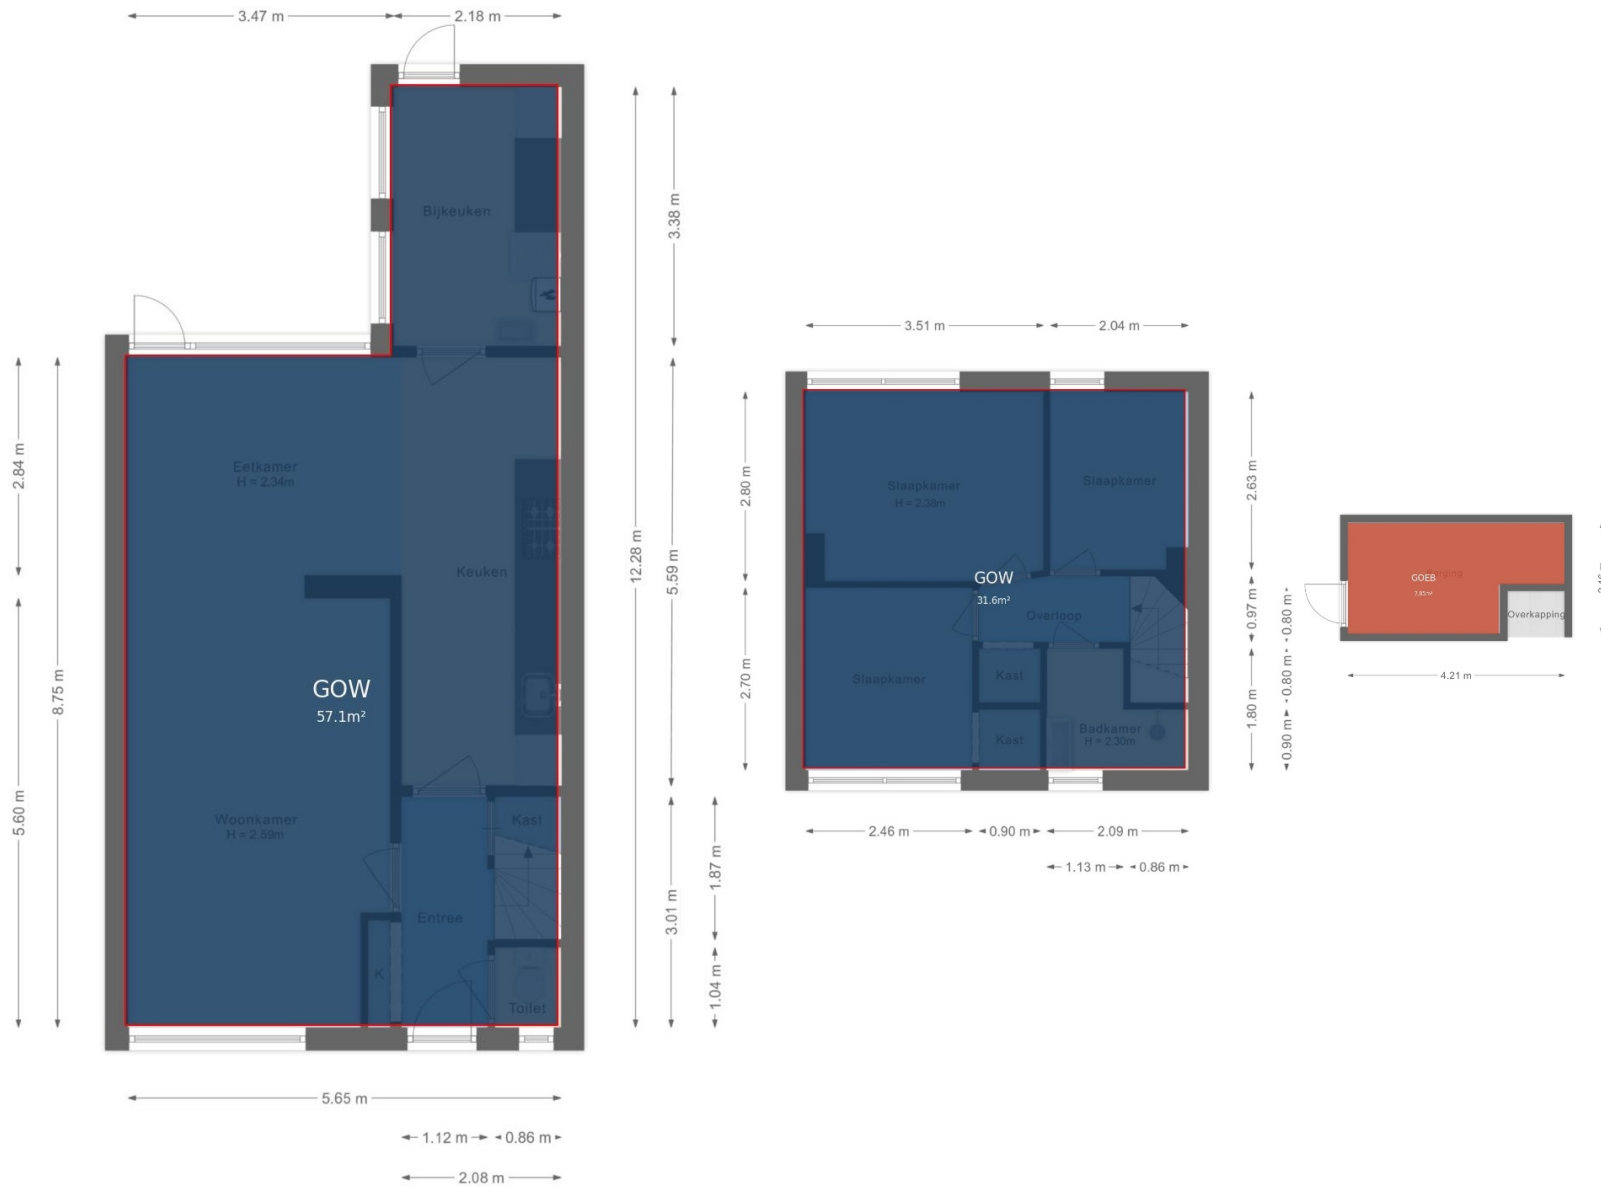 3.47 m
2.18 m
Bijkeuken
3.38 m
3.51 m
2.04 m
2.84 m
Eetkamer
H = 2.34m
Keuken
12.28 m
5.59 m
2.80 m
Slaapkamer
H = 2.38m
Slaapkamer
2.63 m
GOW
31.6m²
Overloop
0.97 m
0.80 m
GOEB
7.85m²
Overkapping
4.21 m
8.75 m
GOW
57.1m²
2.70 m
Slaapkamer
Kast
Kast
Badkamer
H = 2.30m
1.80 m
0.80 m
0.90 m
5.60 m
Woonkamer
H = 2.59m
Kast
Entree
K
Toilet
3.01 m
1.87 m
1.04 m
2.46 m
0.90 m
2.09 m
1.13 m
0.86 m
5.65 m
1.12 m
0.86 m
2.08 m